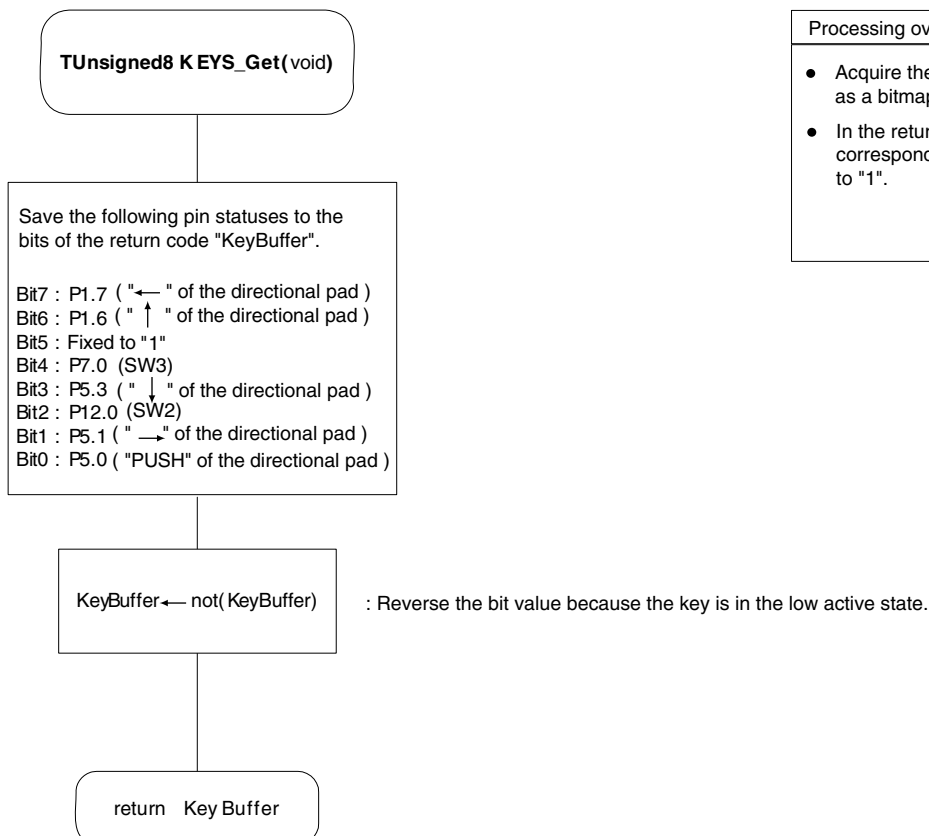 TUnsigned8 KEYS_Get(void)
Save the following pin statuses to the
bits of the return code "KeyBuffer".
Bit7 : P1.7 ( "←" of the directional pad )
Bit6 : P1.6 ( "↑" of the directional pad )
Bit5 : Fixed to "1"
Bit4 : P7.0 (SW3)
Bit3 : P5.3 ( "↓" of the directional pad )
Bit2 : P12.0 (SW2)
Bit1 : P5.1 ( "→" of the directional pad )
Bit0 : P5.0 ( "PUSH" of the directional pad )
KeyBuffer ← not(KeyBuffer)
: Reverse the bit value because the key is in the low active state.
return Key Buffer
Processing
● Acquire the
as a bitmap
● In the
to "1".